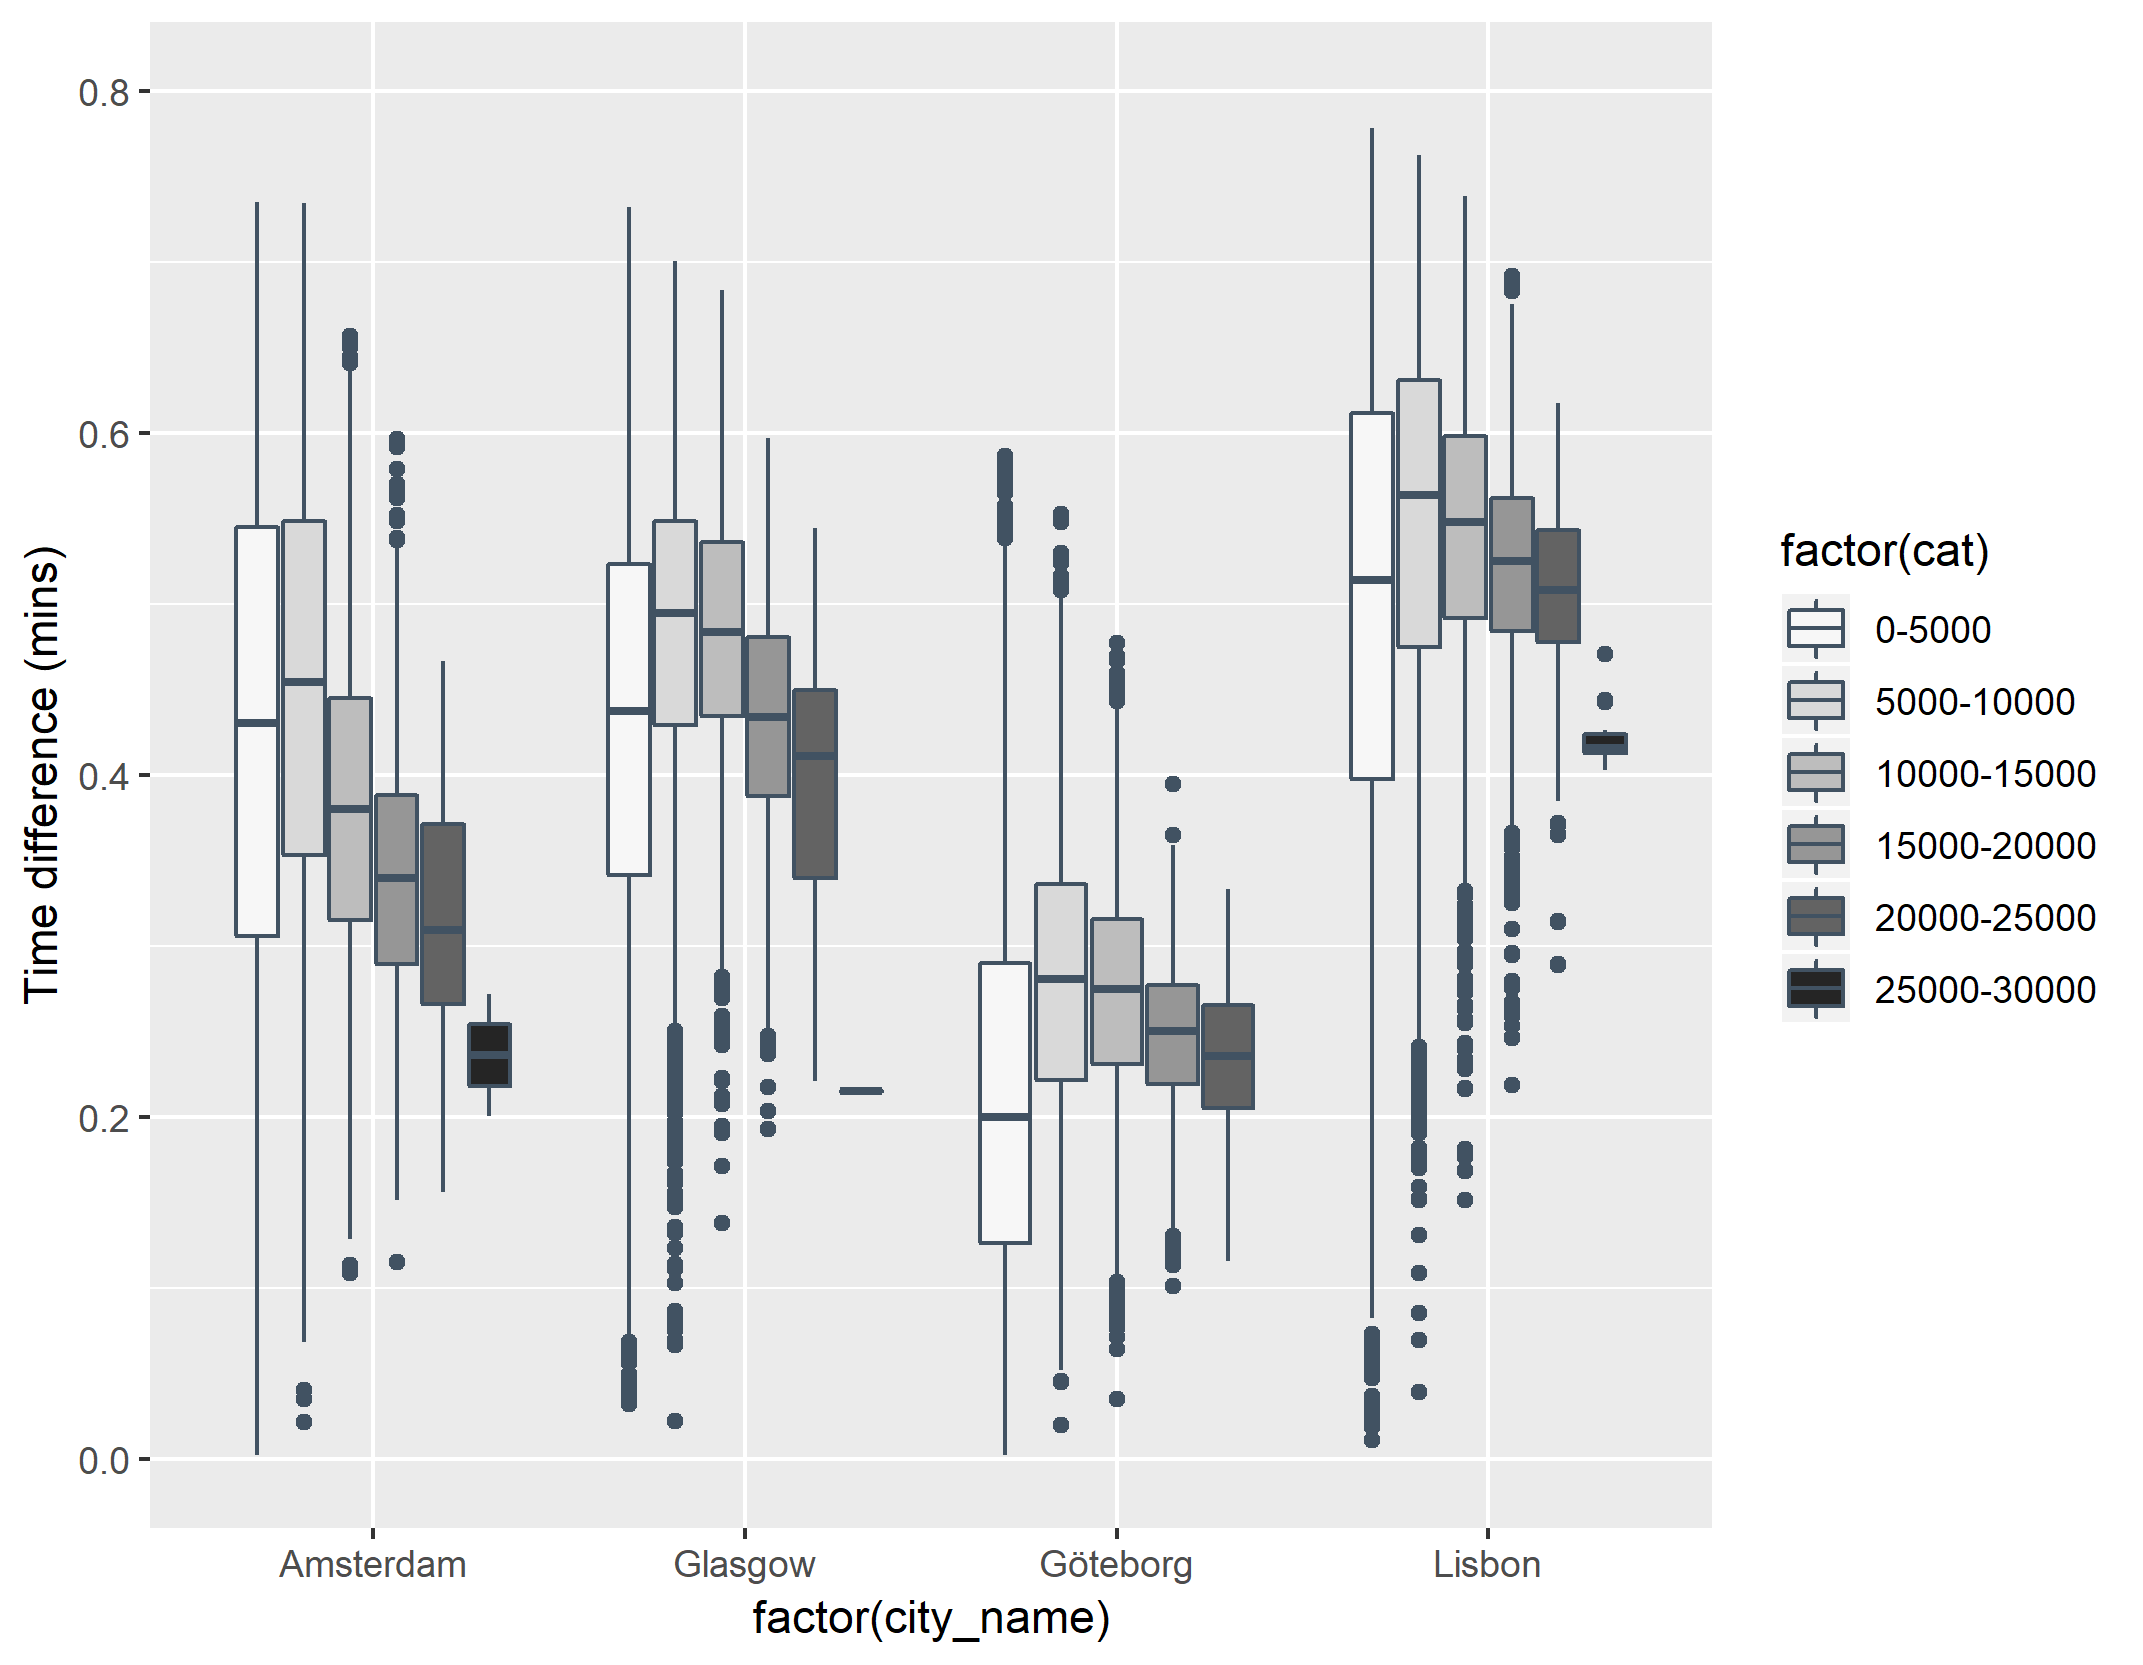 Time difference (mins)
0.8
0.6
0.4
0.2
0.0
Amsterdam Glasgow Göteborg Lisbon
factor(city_name)
factor(cat)
0-5000
5000-10000
10000-15000
15000-20000
20000-25000
25000-30000